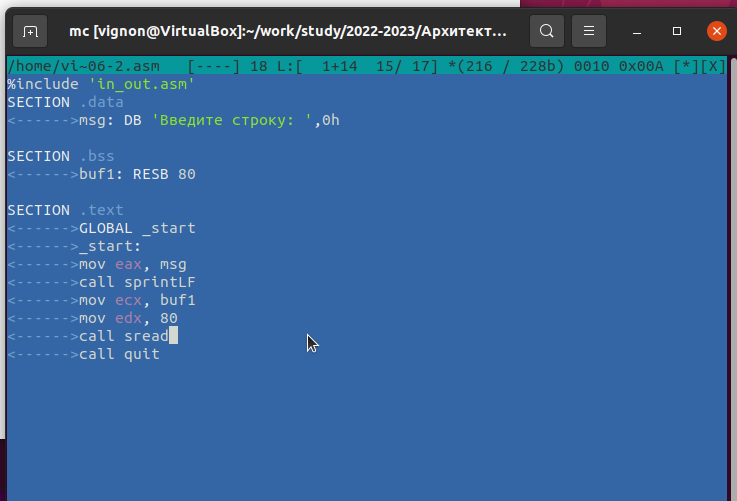 mc [vignon@VirtualBox]:~/work/study/2022-2023/Архитект...
/home/vi~06-2.asm   [----] 18 L:[  1+14  15/ 17] *(216 / 228b) 0010 0x00A [*][X]
%include 'in_out.asm'
SECTION .data
<------>msg: DB 'Введите строку: ',0h
SECTION .bss
<------>buf1: RESB 80
SECTION .text
<------>GLOBAL _start
<------>_start:
<------>mov eax, msg
<------>call sprintLF
<------>mov ecx, buf1
<------>mov edx, 80
<------>call sread
<------>call quit